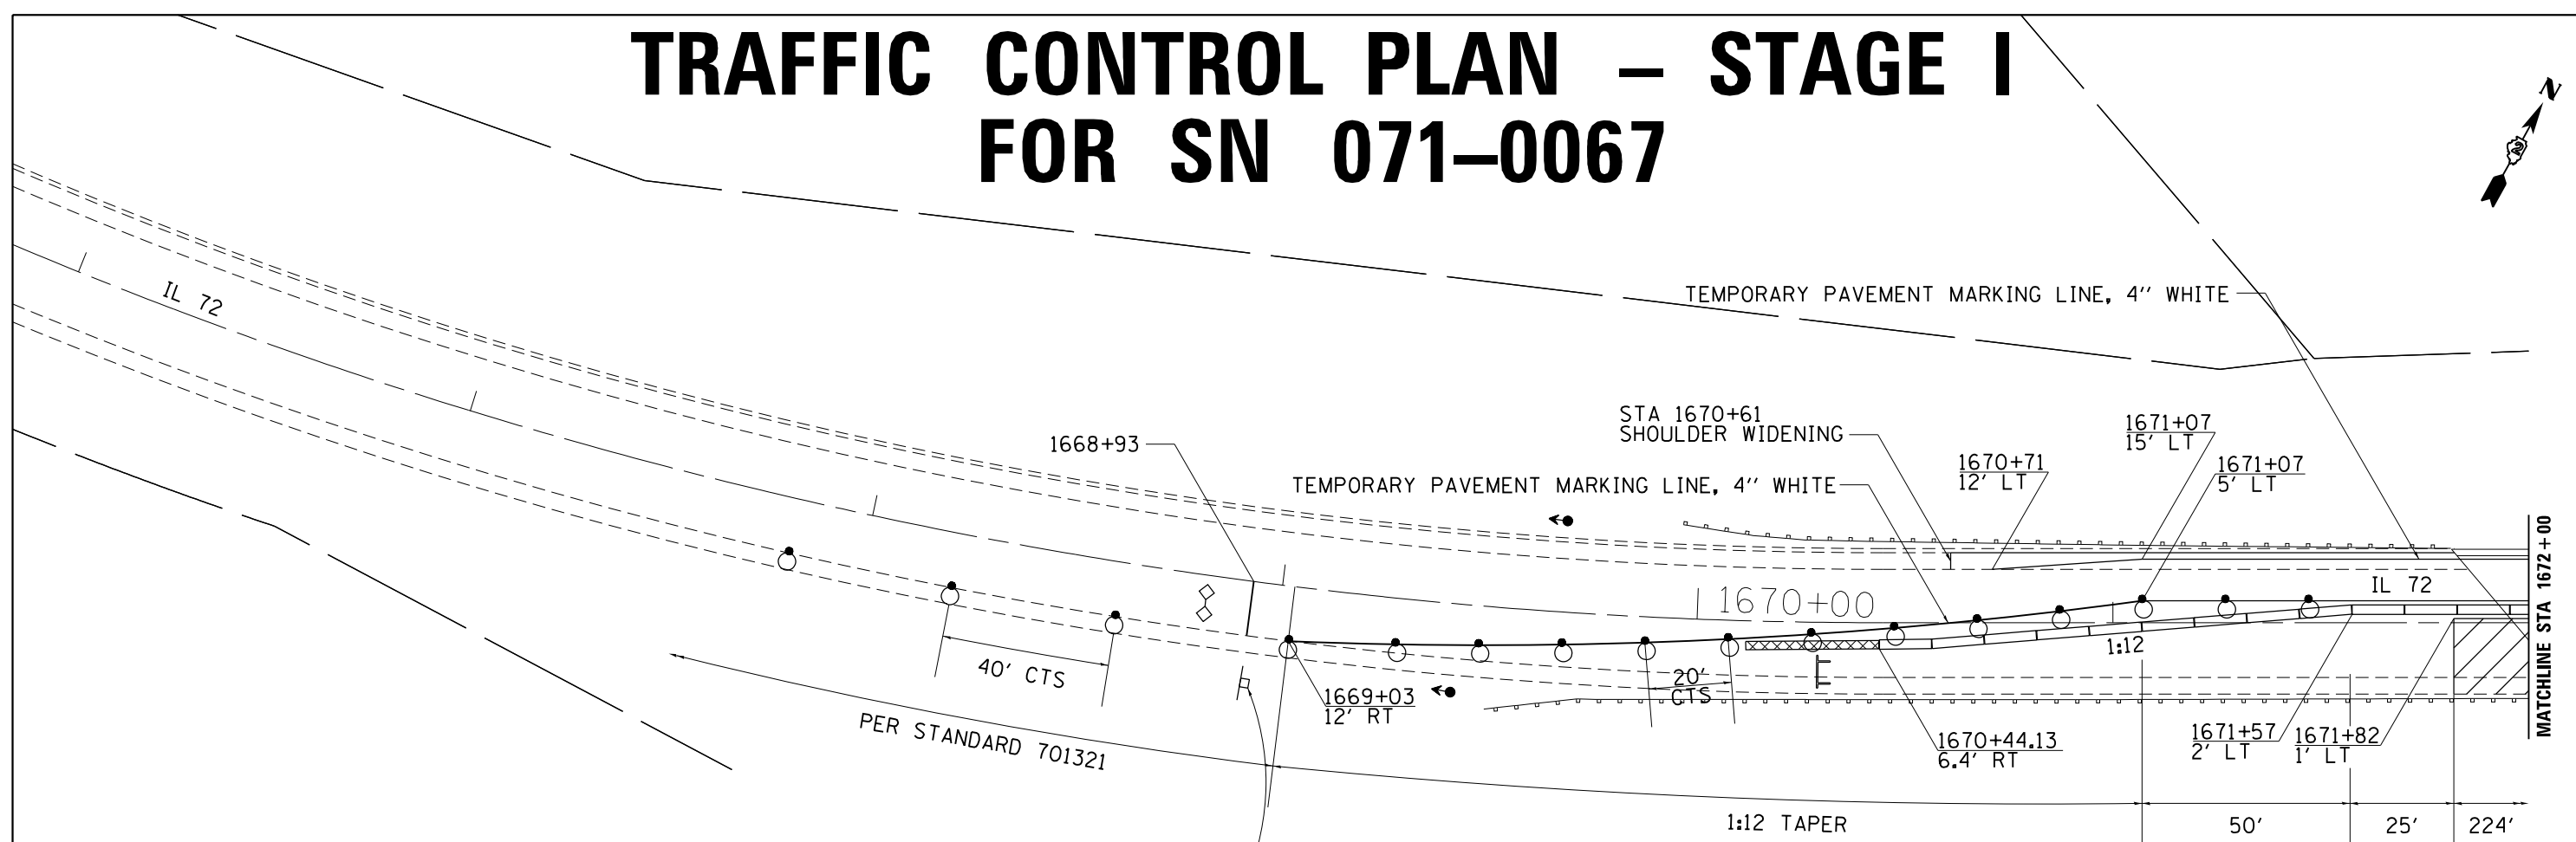 TRAFFIC CONTROL PLAN – STAGE I
FOR SN 071–0067
N
2
IL 72
TEMPORARY PAVEMENT MARKING LINE, 4'' WHITE
STA 1670+61
SHOULDER WIDENING
1671+07
15' LT
1668+93
1670+71
12' LT
1671+07
5' LT
TEMPORARY PAVEMENT MARKING LINE, 4'' WHITE
MATCHLINE STA 1672+00
IL 72
1670+00
1:12
40' CTS
20'
CTS
1669+03
12' RT
PER STANDARD 701321
1670+44.13
6.4' RT
1671+57
2' LT
1671+82
1' LT
1:12 TAPER
50'
25'
224'